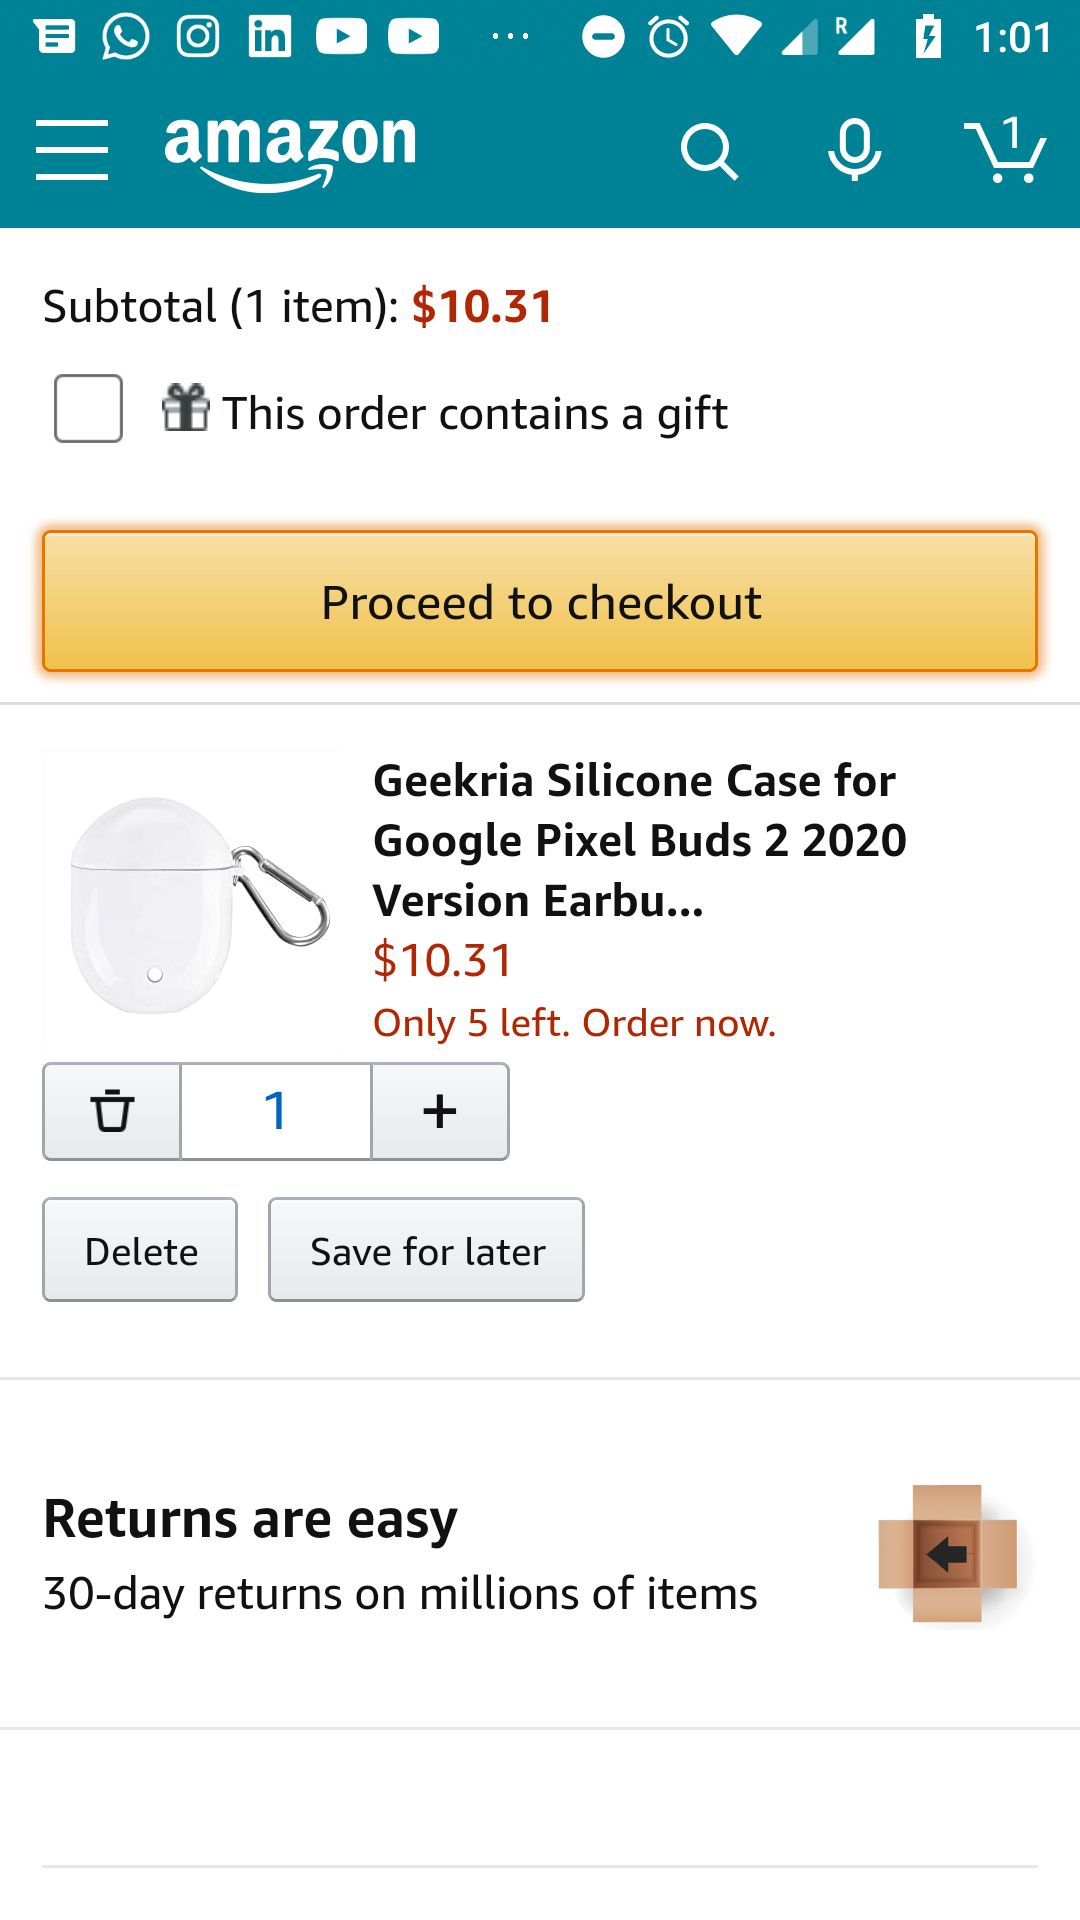 1:01
amazon
1
Subtotal (1 item): $10.31
This order contains a gift
Proceed to checkout
Geekria Silicone Case for
Google Pixel Buds 2 2020
Version Earbu...
$10.31
Only 5 left. Order now.
1 +
Delete Save for later
Returns are easy
30-day returns on millions of items